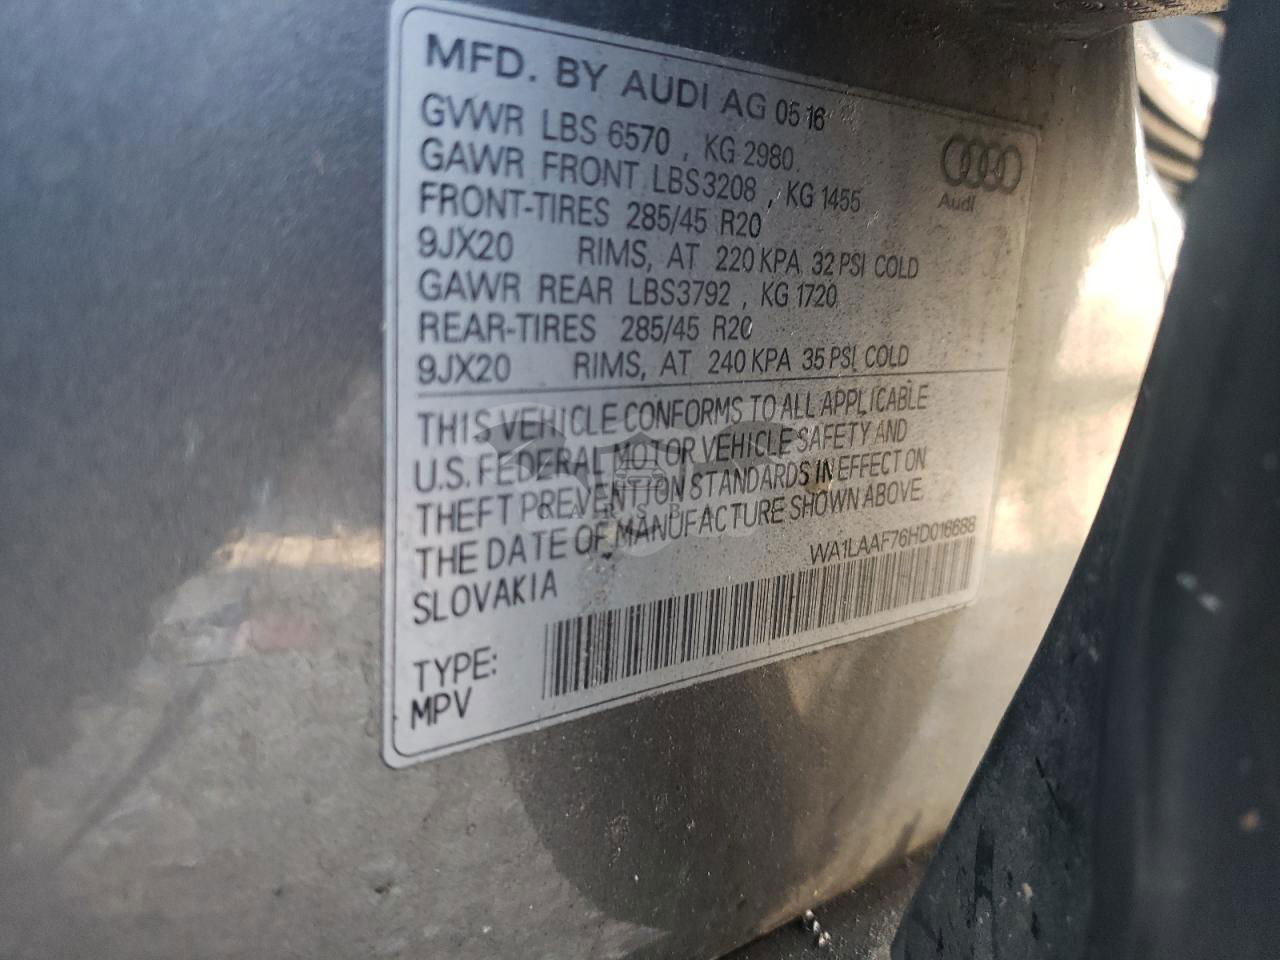 MFD. BY AUDI AG 05 16
GVWR LBS 6570 , KG 2980
GAWR FRONT LBS3208 , KG 1455
FRONT-TIRES 285/45 R20
9JX20 RIMS, AT 220 KPA 32 PSI COLD
GAWR REAR LBS3792 , KG 1720
REAR-TIRES 285/45 R20
9JX20 RIMS, AT 240 KPA 35 PSI COLD
Audi
THIS VEHICLE CONFORMS TO ALL APPLICABLE
U.S. FEDERAL MOTOR VEHICLE SAFETY AND
THEFT PREVENTION STANDARDS IN EFFECT ON
THE DATE OF MANUFACTURE SHOWN ABOVE
SLOVAKIA
WA1LAAF76HD016688
TYPE:
MPV